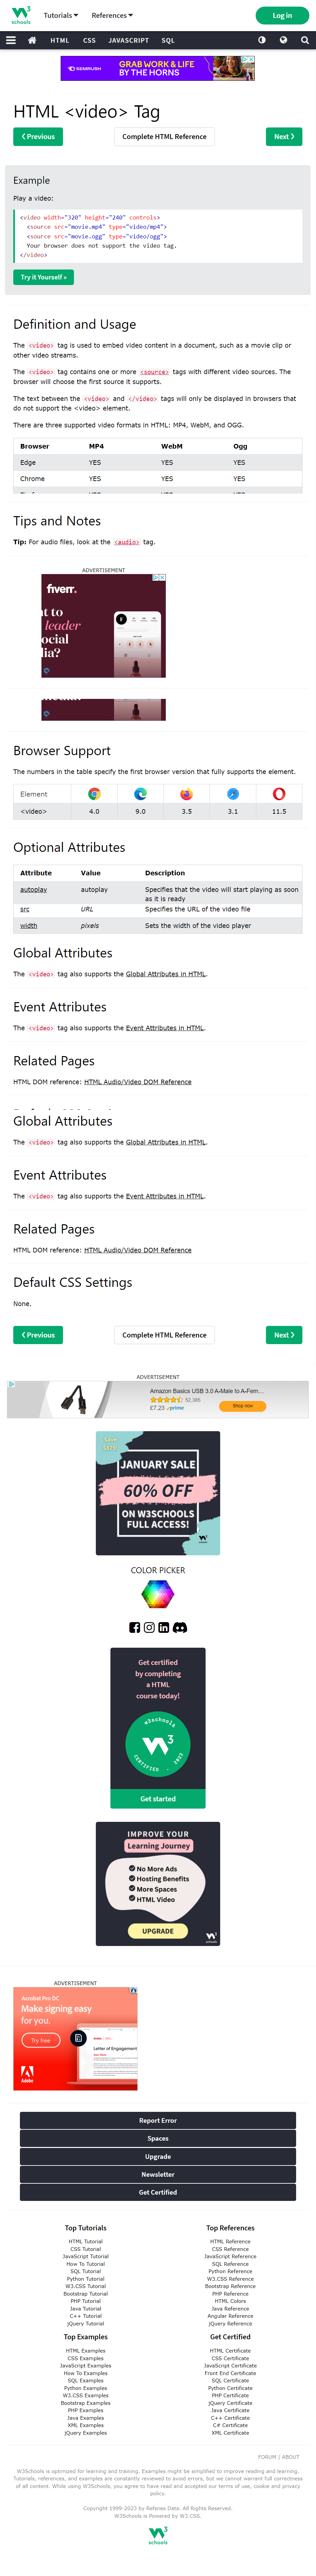 W3
schools
Tutorials
References
Log in
HTML
CSS
JAVASCRIPT
SQL
SEMRUSH
GRAB WORK & LIFE
BY THE HORNS
HTML <video> Tag
❮ Previous
Complete HTML Reference
Next ❯
Example
Play a video:
<video width="320" height="240" controls>
<source src="movie.mp4" type="video/mp4">
<source src="movie.ogg" type="video/ogg">
Your browser does not support the video tag.
</video>
Try it Yourself »
Definition and Usage
The <video> tag is used to embed video content in a document, such as a movie clip or
other video streams.
The <video> tag contains one or more <source> tags with different video sources. The
browser will choose the first source it supports.
The text between the <video> and </video> tags will only be displayed in browsers that
do not support the <video> element.
There are three supported video formats in HTML: MP4, WebM, and OGG.
Browser MP4 WebM Ogg
Edge YES YES YES
Chrome YES YES YES
Tips and Notes
Tip: For audio files, look at the <audio> tag.
ADVERTISEMENT
fiverr.
t to
leader
ocial
lia?
Browser Support
The numbers in the table specify the first browser version that fully supports the element.
Element
<video> 4.0 9.0 3.5 3.1 11.5
Optional Attributes
Attribute Value Description
autoplay autoplay Specifies that the video will start playing as soon
as it is ready
src URL Specifies the URL of the video file
width pixels Sets the width of the video player
Global Attributes
The <video> tag also supports the Global Attributes in HTML.
Event Attributes
The <video> tag also supports the Event Attributes in HTML.
Related Pages
HTML DOM reference: HTML Audio/Video DOM Reference
Global Attributes
The <video> tag also supports the Global Attributes in HTML.
Event Attributes
The <video> tag also supports the Event Attributes in HTML.
Related Pages
HTML DOM reference: HTML Audio/Video DOM Reference
Default CSS Settings
None.
❮ Previous
Complete HTML Reference
Next ❯
ADVERTISEMENT
Amazon Basics USB 3.0 A-Male to A-Fem...
52,385
£7.23 prime
Shop now
Save
JANUARY SALE
60% OFF
ON W3SCHOOLS
FULL ACCESS!
COLOR PICKER
Get certified
by completing
a HTML
course today!
w3schools
W3
CERTIFIED . 2023
Get started
IMPROVE YOUR
Learning Journey
No More Ads
Hosting Benefits
More Spaces
HTML Video
UPGRADE
ADVERTISEMENT
Acrobat Pro DC
Make signing easy
for you.
Try free
Letter of Engagement
Adobe
Report Error
Spaces
Upgrade
Newsletter
Get Certified
Top Tutorials
HTML Tutorial
CSS Tutorial
JavaScript Tutorial
How To Tutorial
SQL Tutorial
Python Tutorial
W3.CSS Tutorial
Bootstrap Tutorial
PHP Tutorial
Java Tutorial
C++ Tutorial
jQuery Tutorial
Top References
HTML Reference
CSS Reference
JavaScript Reference
SQL Reference
Python Reference
W3.CSS Reference
Bootstrap Reference
PHP Reference
HTML Colors
Java Reference
Angular Reference
jQuery Reference
Top Examples
HTML Examples
CSS Examples
JavaScript Examples
How To Examples
SQL Examples
Python Examples
W3.CSS Examples
Bootstrap Examples
PHP Examples
Java Examples
XML Examples
jQuery Examples
Get Certified
HTML Certificate
CSS Certificate
JavaScript Certificate
Front End Certificate
SQL Certificate
Python Certificate
PHP Certificate
jQuery Certificate
Java Certificate
C++ Certificate
C# Certificate
XML Certificate
FORUM | ABOUT
W3Schools is optimized for learning and training. Examples might be simplified to improve reading and learning.
Tutorials, references, and examples are constantly reviewed to avoid errors, but we cannot warrant full correctness
of all content. While using W3Schools, you agree to have read and accepted our terms of use, cookie and privacy
policy.
Copyright 1999-2023 by Refsnes Data. All Rights Reserved.
W3Schools is Powered by W3.CSS.
W3
schools